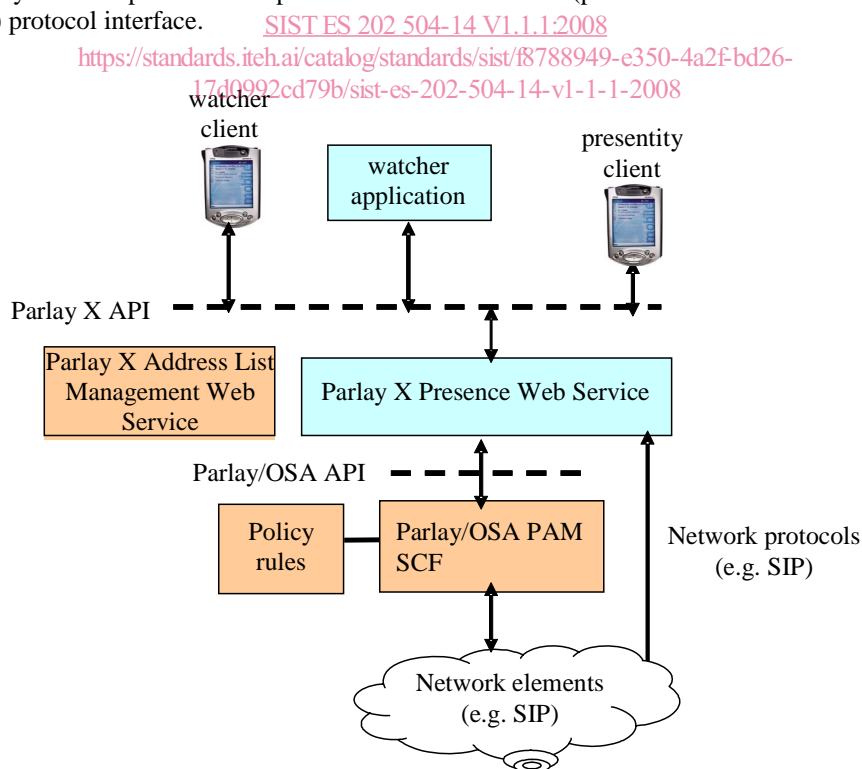 ) protocol interface.
SIST ES 202 504-14 V1.1.1:2008
https://standards.iteh.ai/catalog/standards/sist/f8788949-e350-4a2f-bd26-
17d0992cd79b/sist-es-202-504-14-v1-1-1-2008
watcher
client
watcher
application
presentity
client
Parlay X API
Parlay X Address List
Management Web
Service
Parlay X Presence Web Service
Parlay/OSA API
Policy
rules
Parlay/OSA PAM
SCF
Network protocols
(e.g. SIP)
Network elements
(e.g. SIP)